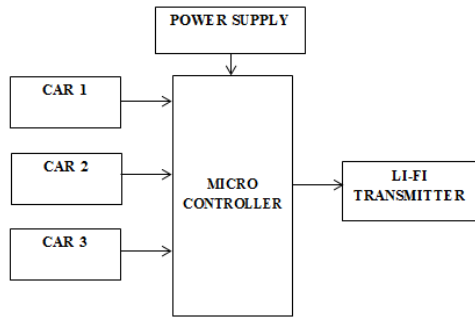 POWER SUPPLY
CAR 1
CAR 2
CAR 3
MICRO
CONTROLLER
LI-FI
TRANSMITTER